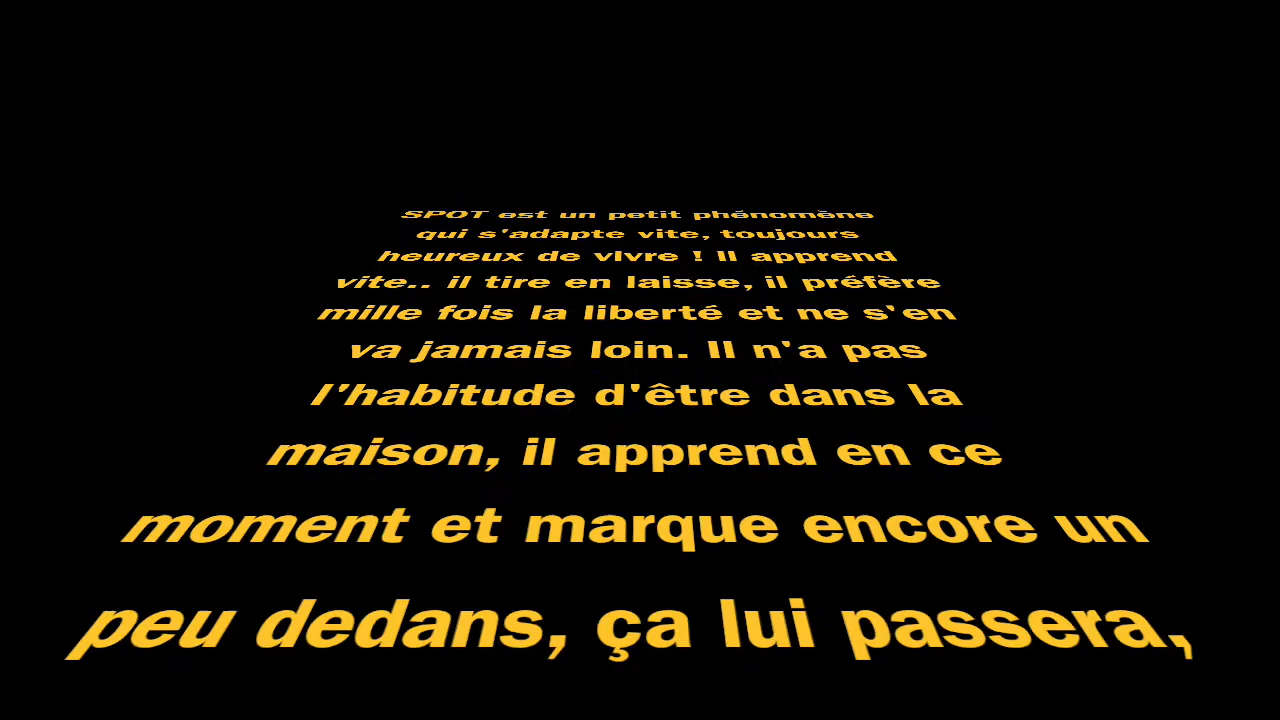 SPOT est un petit phénomène
qui s'adapte vite, toujours
heureux de vivre ! Il apprend
vite.. il tire en laisse, il préfère
mille fois la liberté et ne s'en
va jamais loin. Il n'a pas
l'habitude d'être dans la
maison, il apprend en ce
moment et marque encore un
peu dedans, ça lui passera,